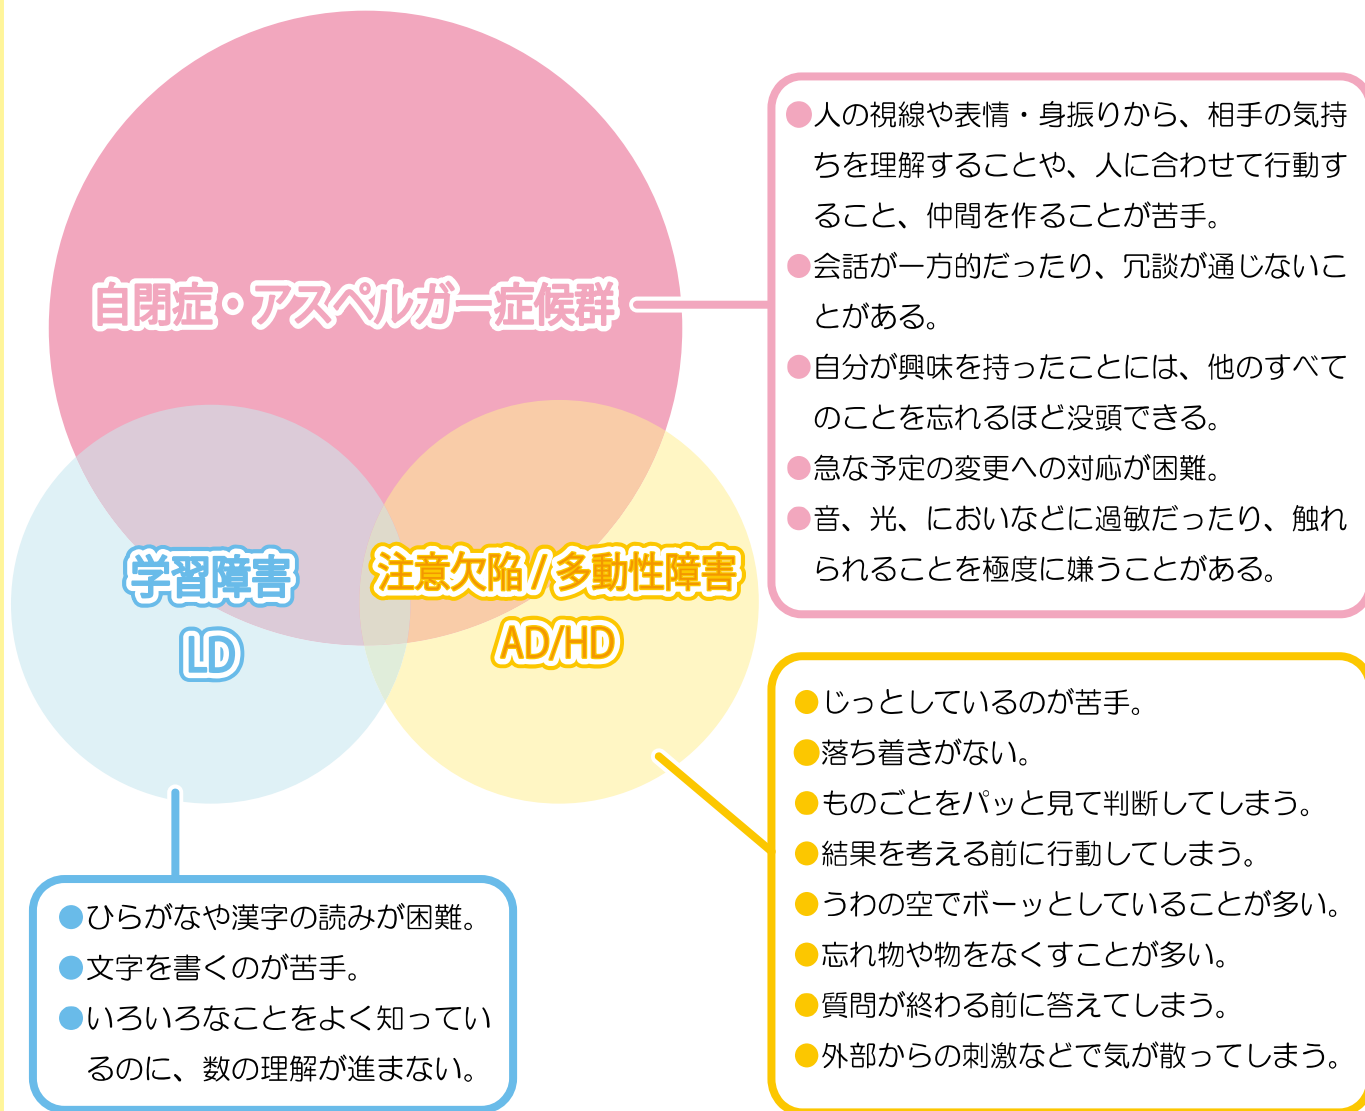 自閉症・アスペルガー症候群
●人の視線や表情・身振りから、相手の気持
ちを理解することや、人に合わせて行動す
ること、仲間を作ることが苦手。
●会話が一方的だったり、冗談が通じないこ
とがある。
●自分が興味を持ったことには、他のすべて
のことを忘れるほど没頭できる。
●急な予定の変更への対応が困難。
●音、光、においなどに過敏だったり、触れ
られることを極度に嫌うことがある。
学習障害
LD
注意欠陥/多動性障害
AD/HD
●じっとしているのが苦手。
●落ち着きがない。
●ものごとをパッと見て判断してしまう。
●結果を考える前に行動してしまう。
●うわの空でボーッとしていることが多い。
●忘れ物や物をなくすことが多い。
●質問が終わる前に答えてしまう。
●外部からの刺激などで気が散ってしまう。
●ひらがなや漢字の読みが困難。
●文字を書くのが苦手。
●いろいろなことをよく知ってい
るのに、数の理解が進まない。